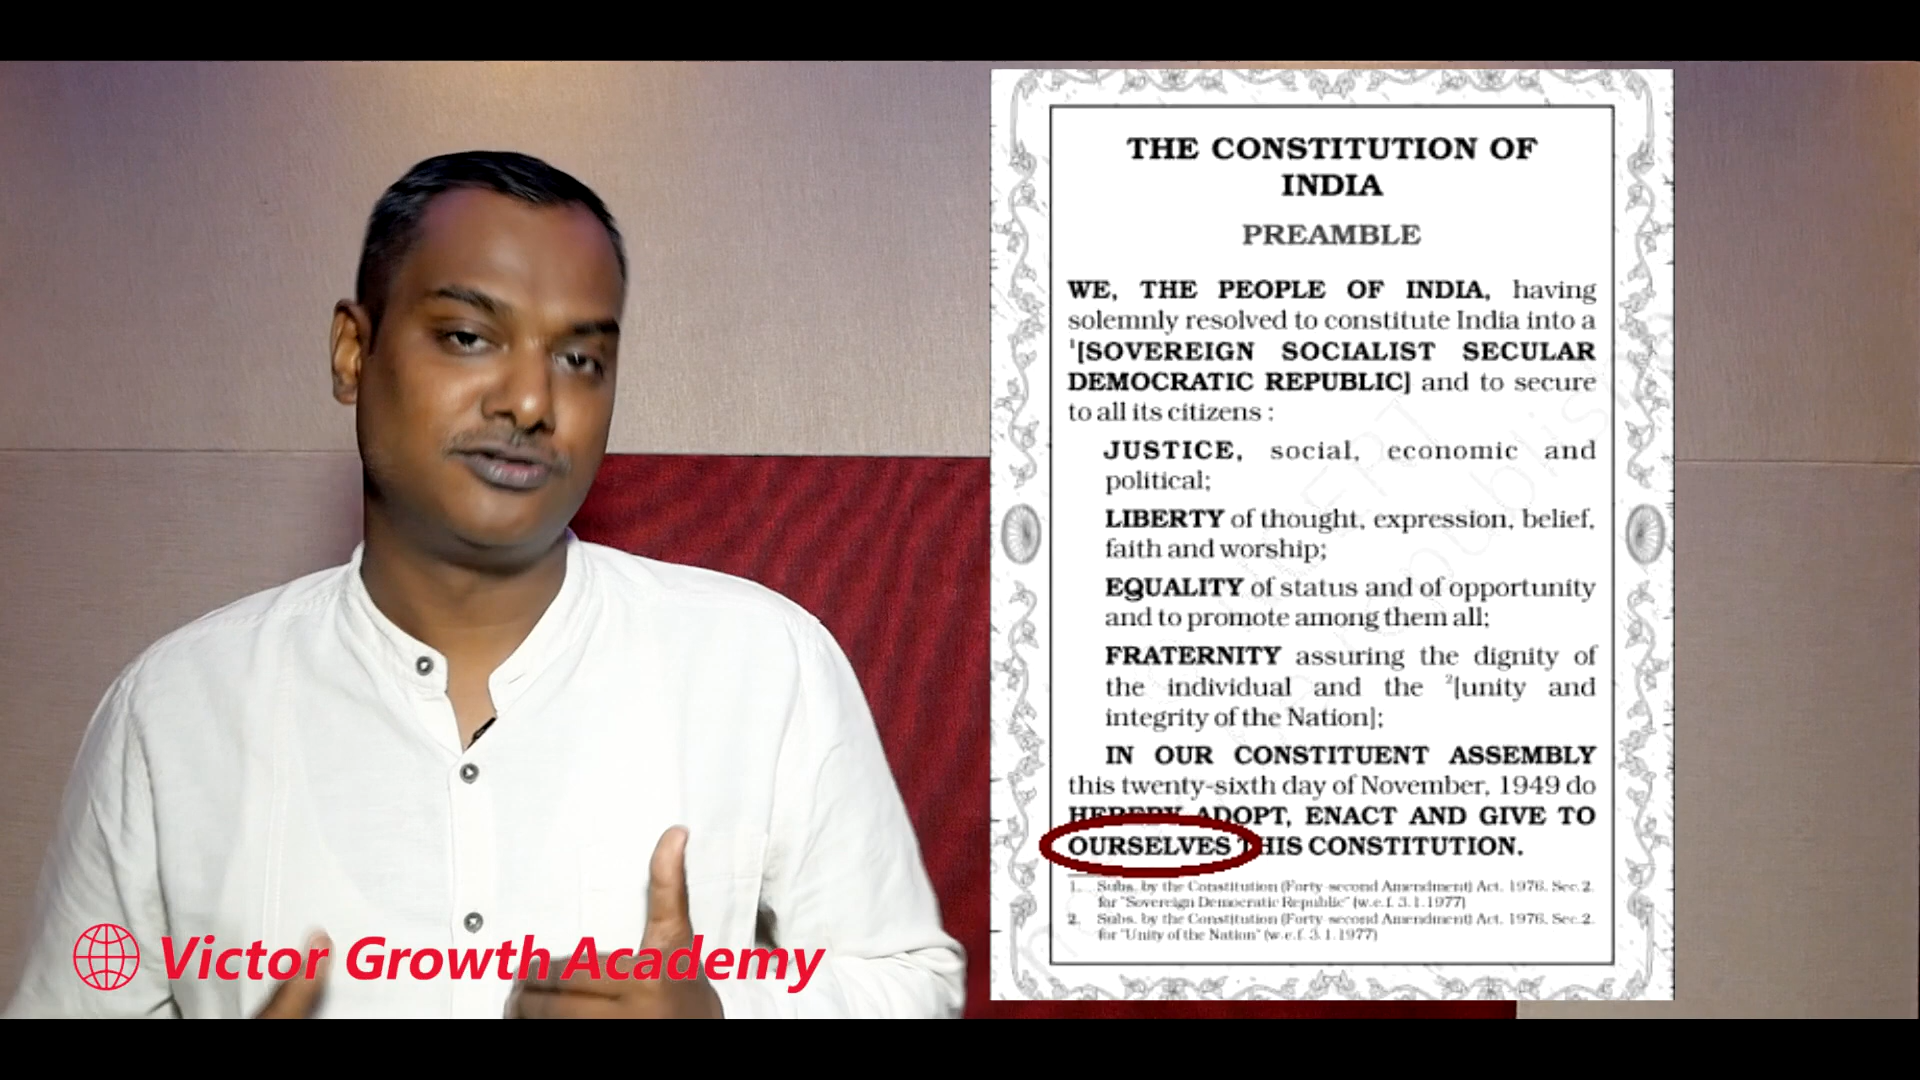 THE CONSTITUTION OF
INDIA
PREAMBLE
WE, THE PEOPLE OF INDIA, having
solemnly resolved to constitute India into a
¹[SOVEREIGN SOCIALIST SECULAR
DEMOCRATIC REPUBLIC] and to secure
to all its citizens :
JUSTICE, social, economic and
political;
LIBERTY of thought, expression, belief,
faith and worship;
EQUALITY of status and of opportunity
and to promote among them all;
FRATERNITY assuring the dignity of
the individual and the ²[unity and
integrity of the Nation];
IN OUR CONSTITUENT ASSEMBLY
this twenty-sixth day of November, 1949 do
HEREBY ADOPT, ENACT AND GIVE TO
OURSELVES THIS CONSTITUTION.
1. Subs. by the Constitution (Forty-second Amendment) Act, 1976, Sec.2,
for "Sovereign Democratic Republic" (w.e.f. 3.1.1977)
2. Subs. by the Constitution (Forty-second Amendment) Act, 1976, Sec.2,
for "Unity of the Nation" (w.e.f. 3.1.1977)
Victor Growth Academy